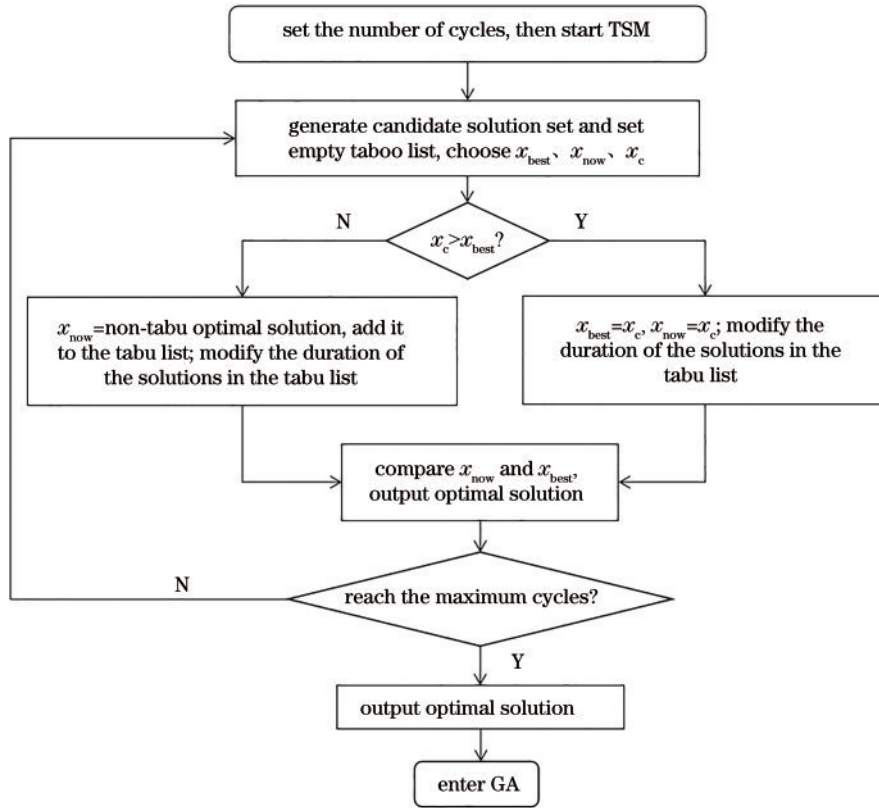 set the number of cycles, then start TSM
generate candidate solution set and set
empty taboo list, choose x_best、x_now、x_c
N
Y
x_c>x_best?
x_now=non-tabu optimal solution, add it
to the tabu list; modify the duration of
the solutions in the tabu list
x_best=x_c, x_now=x_c; modify the
duration of the solutions in the
tabu list
compare x_now and x_best,
output optimal solution
N
reach the maximum cycles?
Y
output optimal solution
enter GA